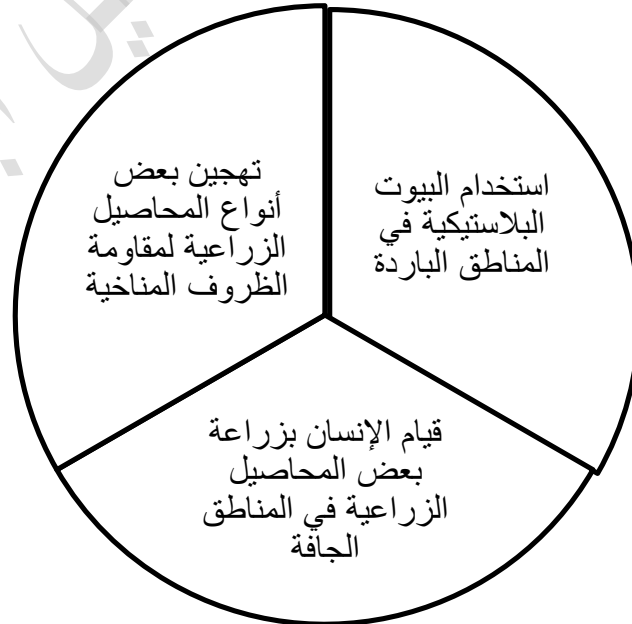 استخدام البيوت
البلاستيكية في
المناطق الباردة
تهجين بعض
أنواع المحاصيل
الزراعية لمقاومة
الظروف المناخية
قيام الإنسان بزراعة
بعض المحاصيل
الزراعية في المناطق
الجافة